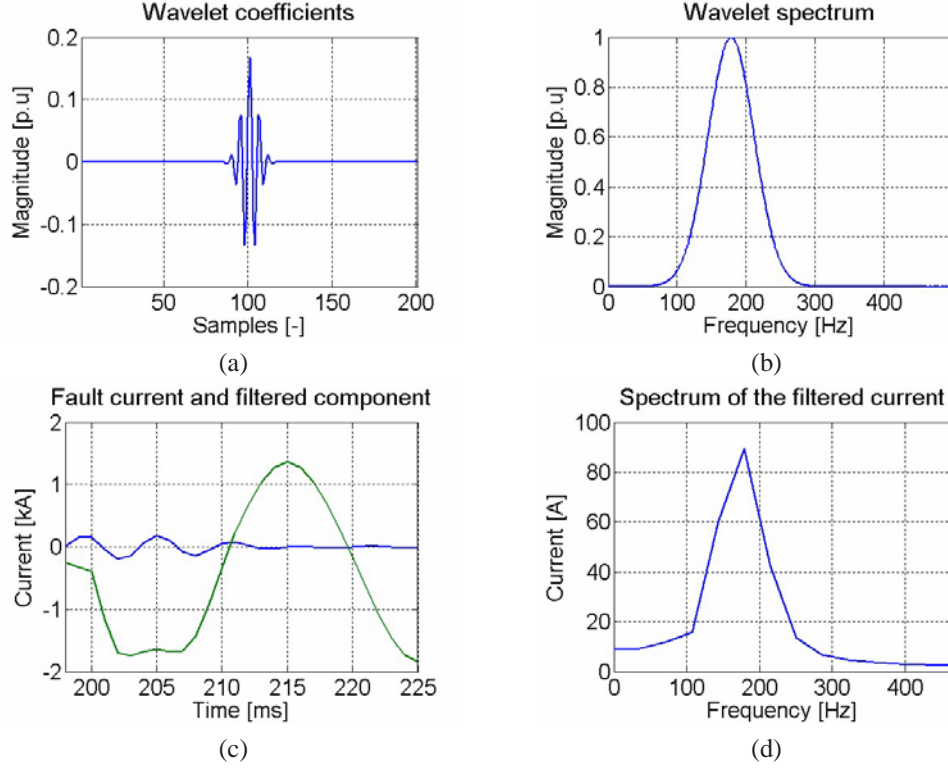 Wavelet coefficients
0.2
0.1
0
-0.1
-0.2
Magnitude [p.u]
50 100 150 200
Samples [-]
(a)
Wavelet spectrum
1
0.8
0.6
0.4
0.2
0
Magnitude [p.u]
0 100 200 300 400
Frequency [Hz]
(b)
Fault current and filtered component
2
1
0
-1
-2
Current [kA]
200 205 210 215 220 225
Time [ms]
(c)
Spectrum of the filtered current
100
80
60
40
20
0
Current [A]
0 100 200 300 400
Frequency [Hz]
(d)